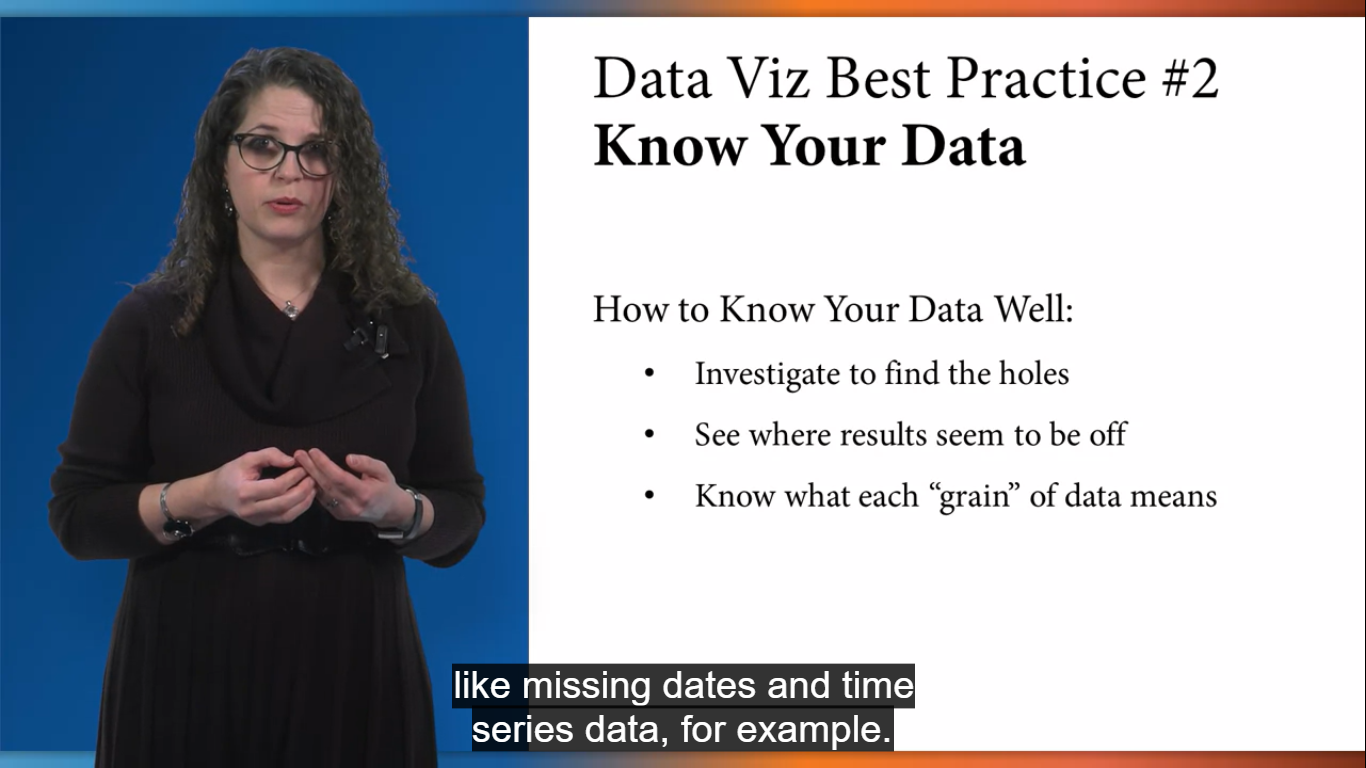 Data Viz Best Practice #2
Know Your Data
How to Know Your Data Well:
• Investigate to find the holes
• See where results seem to be off
• Know what each “grain” of data means
like missing dates and time
series data, for example.